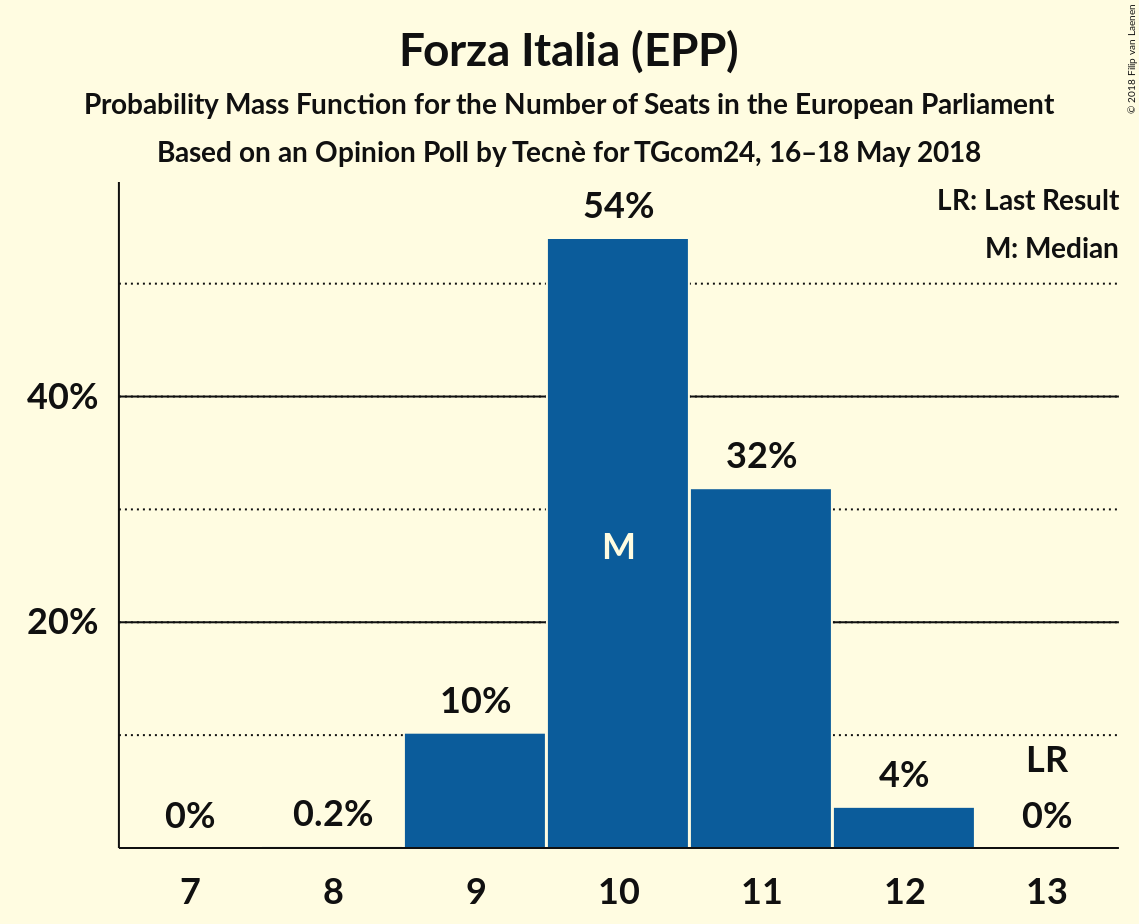 Forza Italia (EPP)
Probability Mass Function for the Number of Seats in the European Parliament
Based on an Opinion Poll by Tecnè for TGcom24, 16–18 May 2018
© 2018 Filip van Laenen
LR: Last Result
M: Median
54%
40%
32%
M
20%
10%
LR
4%
0%
0.2%
0%
7
8
9
10
11
12
13